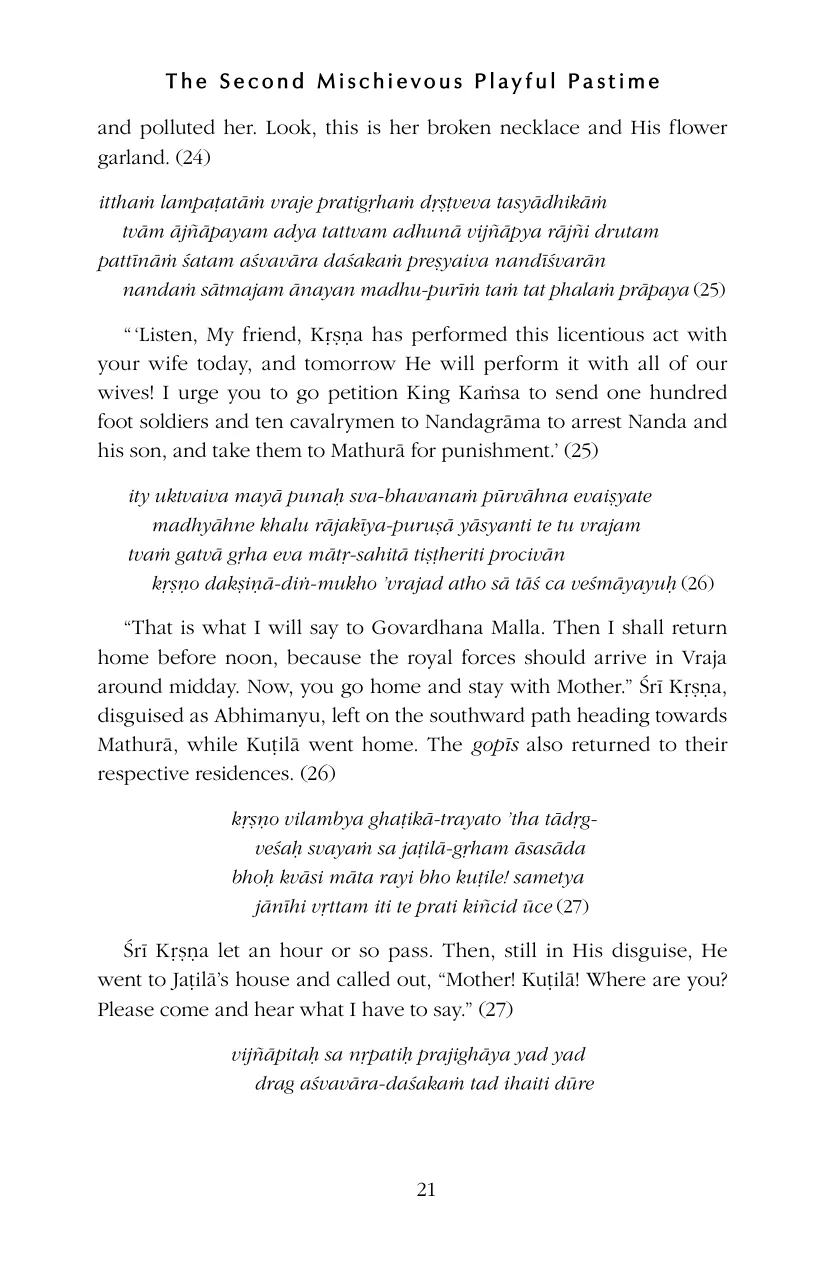 The Second Mischievous Playful Pastime
and polluted her. Look, this is her broken necklace and His flower
garland. (24)
itthaṁ lampaṭatāṁ vraje pratigṛhaṁ dṛṣṭveva tasyādhikāṁ
tvām ājñāpayam adya tattvam adhunā vijñāpya rājñi drutam
pattīnāṁ śatam aśvavāra daśakaṁ preṣyaiva nandīśvarān
nandaṁ sātmajam ānayan madhu-purīṁ taṁ tat phalaṁ prāpaya (25)
“ ‘Listen, My friend, Kṛṣṇa has performed this licentious act with
your wife today, and tomorrow He will perform it with all of our
wives! I urge you to go petition King Kaṁsa to send one hundred
foot soldiers and ten cavalrymen to Nandagrāma to arrest Nanda and
his son, and take them to Mathurā for punishment.’ (25)
ity uktvaiva mayā punaḥ sva-bhavanaṁ pūrvāhna evaiṣyate
madhyāhne khalu rājakīya-puruṣā yāsyanti te tu vrajam
tvaṁ gatvā gṛha eva mātṛ-sahitā tiṣṭheriti procivān
kṛṣṇo dakṣiṇā-diṅ-mukho ’vrajad atho sā tāś ca veśmāyayuḥ (26)
“That is what I will say to Govardhana Malla. Then I shall return
home before noon, because the royal forces should arrive in Vraja
around midday. Now, you go home and stay with Mother.” Śrī Kṛṣṇa,
disguised as Abhimanyu, left on the southward path heading towards
Mathurā, while Kuṭilā went home. The gopīs also returned to their
respective residences. (26)
kṛṣṇo vilambya ghaṭikā-trayato ’tha tādṛg-
veśaḥ svayaṁ sa jaṭilā-gṛham āsasāda
bhoḥ kvāsi māta rayi bho kuṭile! sametya
jānīhi vṛttam iti te prati kiñcid ūce (27)
Śrī Kṛṣṇa let an hour or so pass. Then, still in His disguise, He
went to Jaṭilā’s house and called out, “Mother! Kuṭilā! Where are you?
Please come and hear what I have to say.” (27)
vijñāpitaḥ sa nṛpatiḥ prajighāya yad yad
drag aśvavāra-daśakaṁ tad ihaiti dūre
21